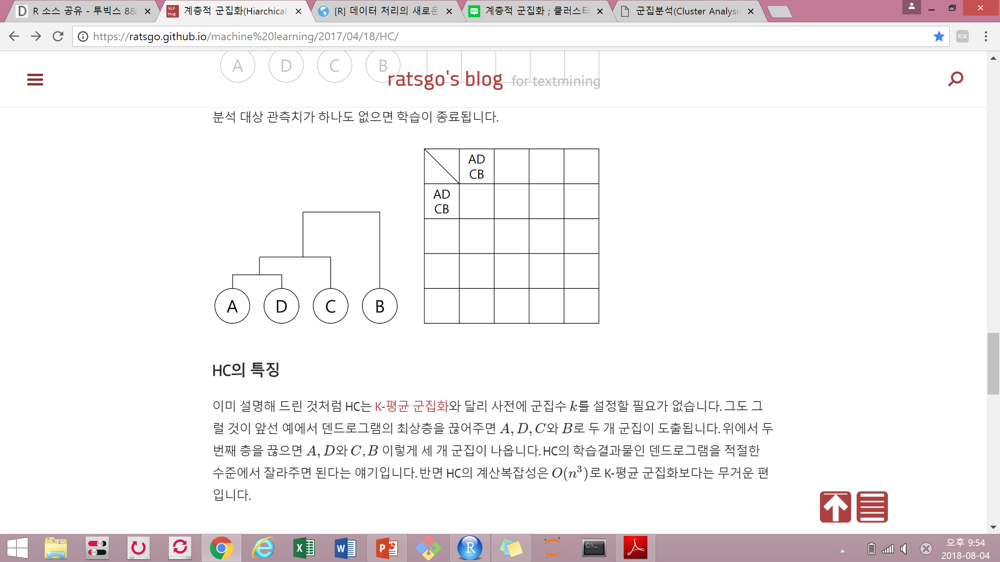 R 소스 공유 - 투빅스 8&
계층적 군집화(Hiarchical
[R] 데이터 처리의 새로운
계층적 군집화 ; 클러스터
군집분석(Cluster Analysis
https://ratsgo.github.io/machine%20learning/2017/04/18/HC/
EX
A D C B
ratsgo's blog for textmining
분석 대상 관측치가 하나도 없으면 학습이 종료됩니다.
AD
CB
AD
CB
A D C B
HC의 특징
이미 설명해 드린 것처럼 HC는 K-평균 군집화와 달리 사전에 군집수 k를 설정할 필요가 없습니다. 그도 그
럴 것이 앞선 예에서 덴드로그램의 최상층을 끊어주면 A, D, C와 B로 두 개 군집이 도출됩니다. 위에서 두
번째 층을 끊으면 A, D와 C, B 이렇게 세 개 군집이 나옵니다. HC의 학습결과물인 덴드로그램을 적절한
수준에서 잘라주면 된다는 얘기입니다. 반면 HC의 계산복잡성은 O(n³)로 K-평균 군집화보다는 무거운 편
입니다.
오후 9:54
2018-08-04